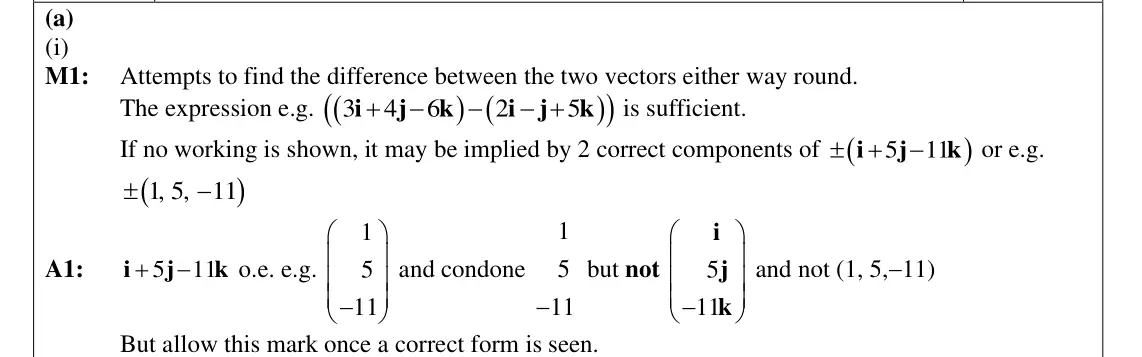 (a)
(i)
M1: Attempts to find the difference between the two vectors either way round.
The expression e.g. ((3i+4j−6k)−(2i−j+5k)) is sufficient.
If no working is shown, it may be implied by 2 correct components of ±(i+5j−11k) or e.g.
±(1, 5, −11)
1 1 i
A1: i+5j−11k o.e. e.g. ( 5 ) and condone 5 but not ( 5j ) and not (1, 5,−11)
−11 −11 −11k
But allow this mark once a correct form is seen.